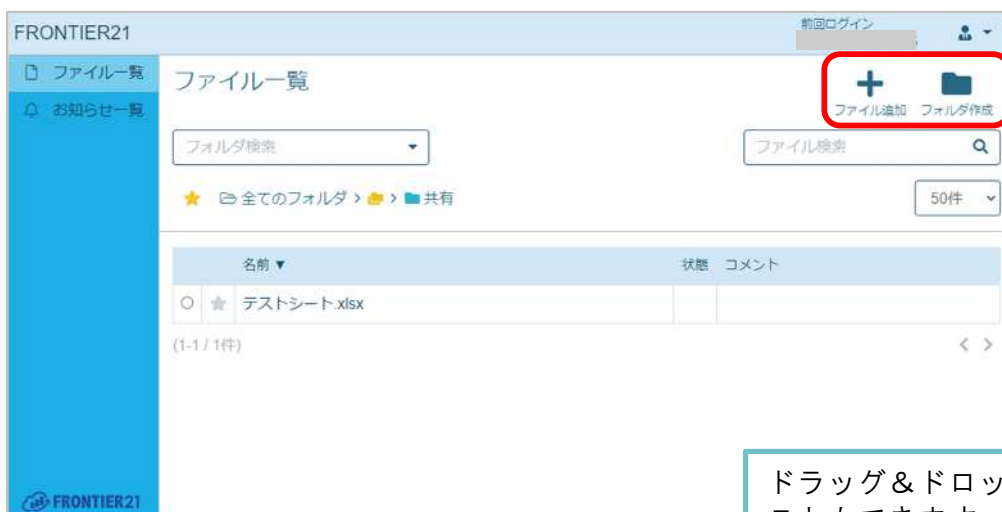 FRONTIER21
前回ログイン
ファイル一覧
お知らせ一覧
ファイル一覧
ファイル追加
フォルダ作成
フォルダ検索
ファイル検索
全てのフォルダ > > 共有
50件
名前▼ 状態 コメント
テストシート.xlsx
(1-1 / 1件)
< >
ドラッグ＆ドロッ
FRONTIER21